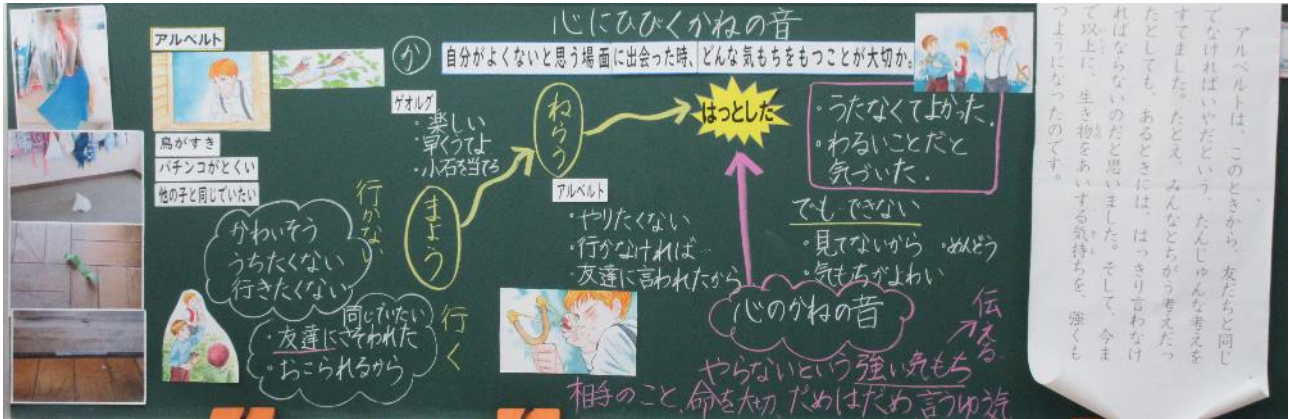 心にひびくかねの音
か
自分がよくないと思う場面に出会った時、どんな気もちをもつことが大切か。
アルベルト
鳥がすき
パチンコがとくい
他の子と同じでいたい
かわいそう
うちたくない
行きたくない
行かない
同じでいたい
・友達にさそわれた
・おこられるから
行く
まよう
ゲオルグ
・楽しい
・早くうてよ
・小石を当てろ
ねらう
アルベルト
・やりたくない
・行かなければ…
・友達に言われたから
はっとした
・うたなくてよかった.
・わるいことだと
気づいた.
でも できない
・見てないから
・めんどう
・気もちがよわい
心のかねの音
伝える
やらないという強い気もち
相手のこと、命を大切、だめはだめ 言うゆう気
アルベルトは、このときから、友だちと同じ
でなければいやだという、たんじゅんな考えを
すてました。たとえ、みんなとちがう考えだっ
たとしても、あるときには、はっきり言わなけ
ればならないのだと思いました。そして、今ま
で以上に、生き物をあいする気持ちを、強くも
つようになったのです。